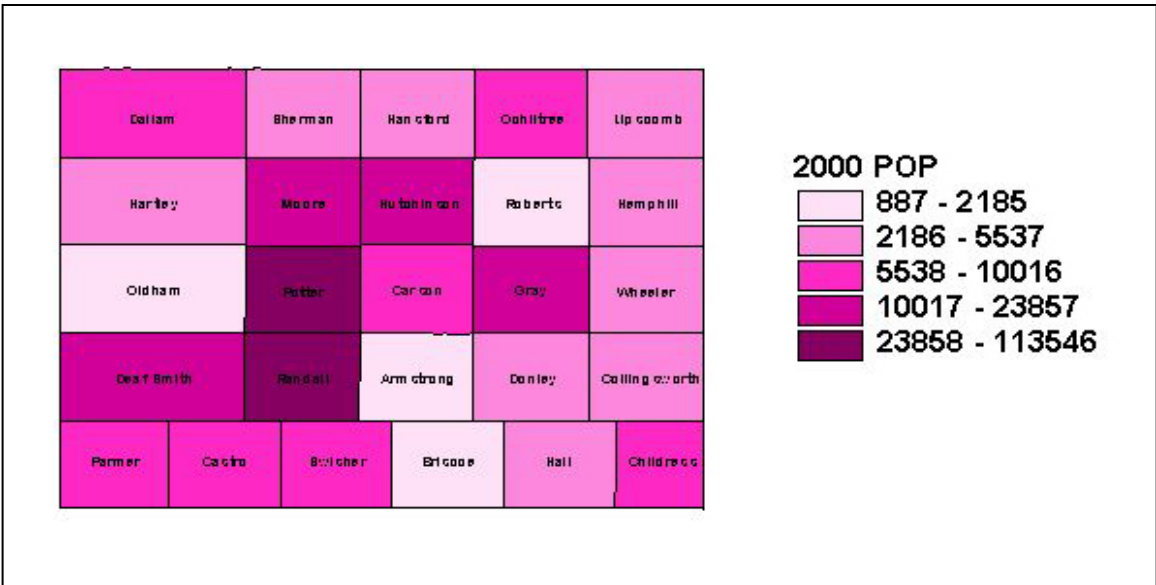 Dallam Sherman Hansford Ochiltree Lipscomb
Hartley Moore Hutchinson Roberts Hemphill
Oldham Potter Carson Gray Wheeler
Deaf Smith Randall Armstrong Donley Collingsworth
Parmer Castro Swisher Briscoe Hall Childress
2000 POP
887 - 2185
2186 - 5537
5538 - 10016
10017 - 23857
23858 - 113546